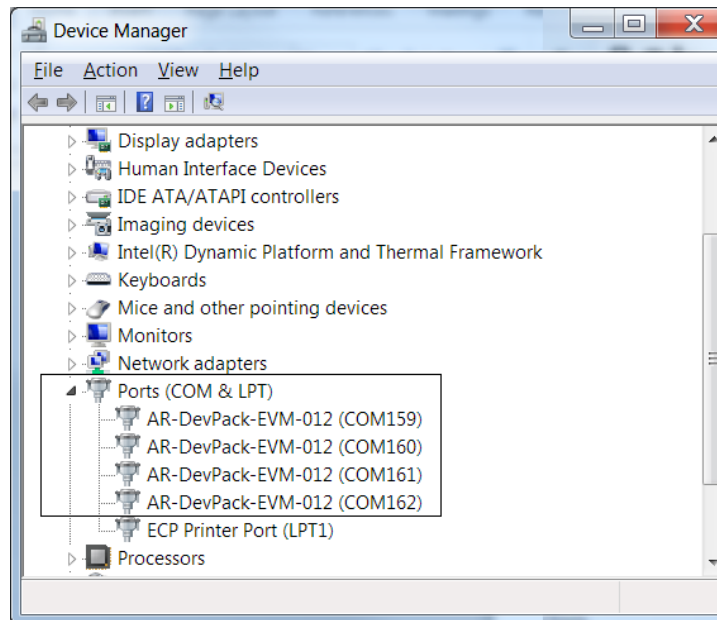 Device Manager
File Action View Help
Display adapters
Human Interface Devices
IDE ATA/ATAPI controllers
Imaging devices
Intel(R) Dynamic Platform and Thermal Framework
Keyboards
Mice and other pointing devices
Monitors
Network adapters
Ports (COM & LPT)
AR-DevPack-EVM-012 (COM159)
AR-DevPack-EVM-012 (COM160)
AR-DevPack-EVM-012 (COM161)
AR-DevPack-EVM-012 (COM162)
ECP Printer Port (LPT1)
Processors